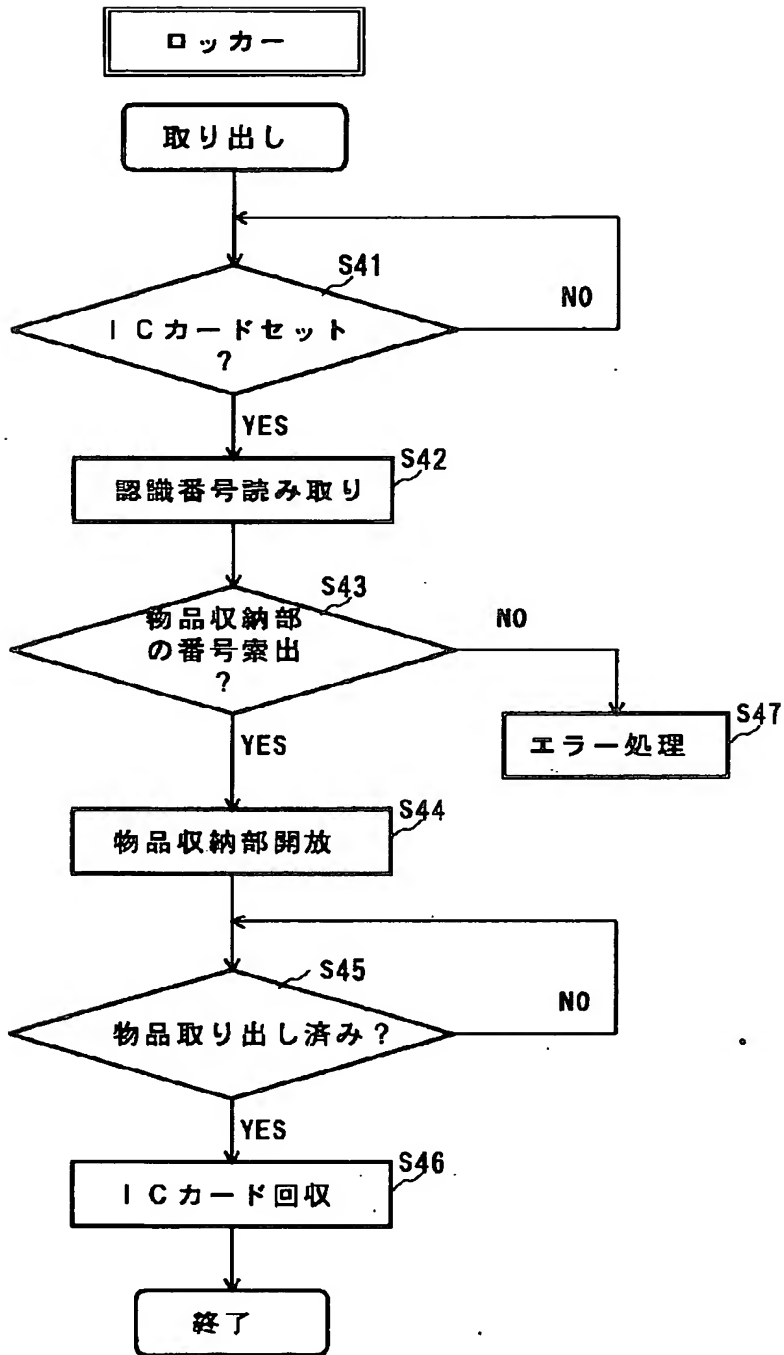 ロッカー
取り出し
S41
ICカードセット
?
NO
YES
S42
認識番号読み取り
S43
物品収納部
の番号索出
?
NO
YES
S47
エラー処理
S44
物品収納部開放
S45
物品取り出し済み?
NO
YES
S46
ICカード回収
終了